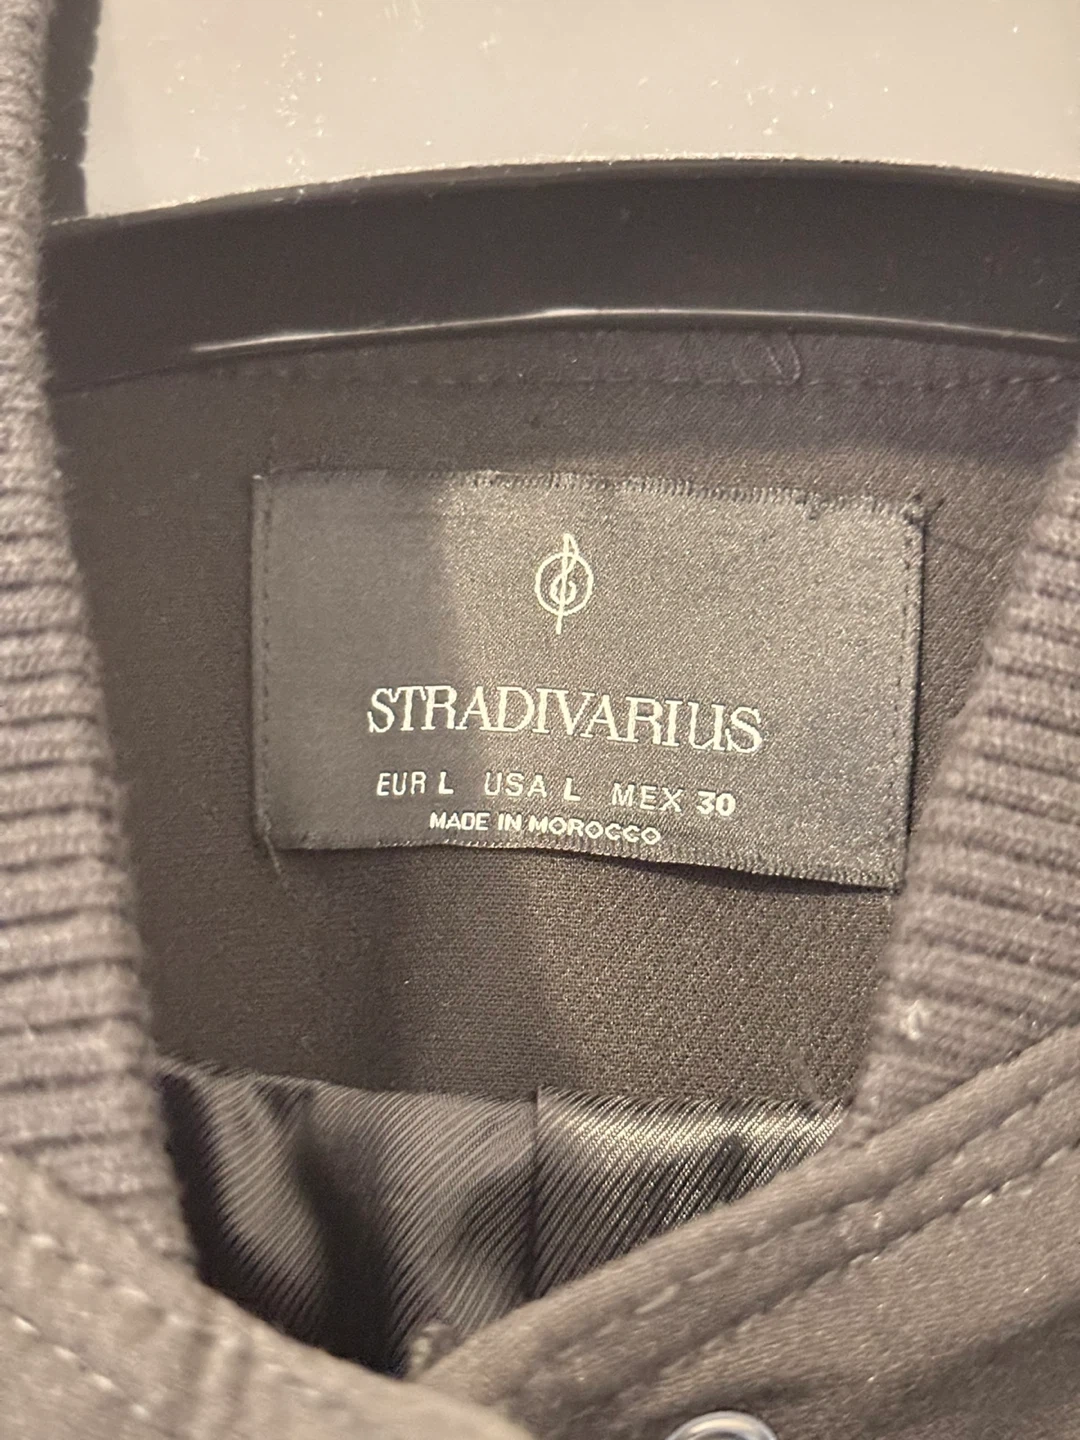 STRADIVARIUS
EUR L USA L MEX 30
MADE IN MOROCCO